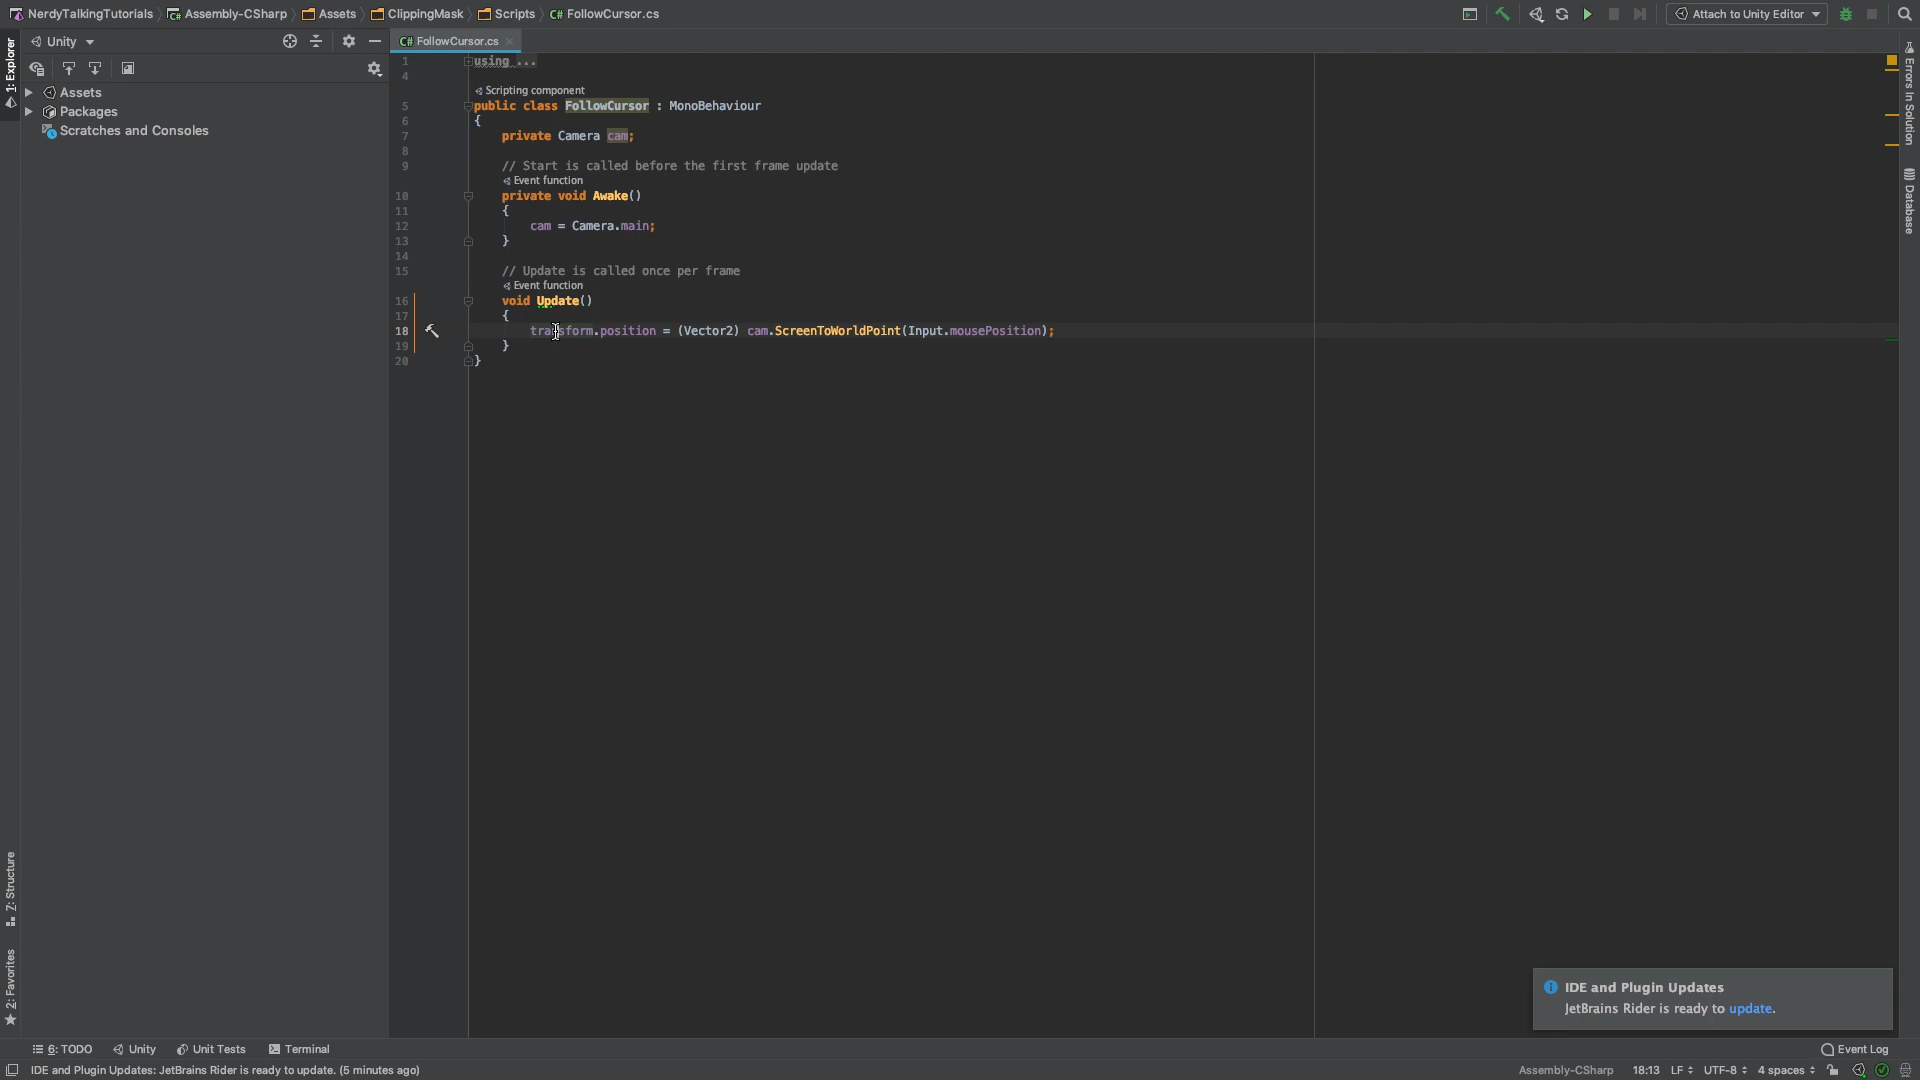 NerdyTalkingTutorials Assembly-CSharp Assets ClippingMask Scripts C# FollowCursor.cs Attach to Unity Editor
1: Explorer
Unity
C# FollowCursor.cs
Assets
Packages
Scratches and Consoles
1 using ...
4
Scripting component
5 public class FollowCursor : MonoBehaviour
6 {
7 private Camera cam;
8
9 // Start is called before the first frame update
Event function
10 private void Awake()
11 {
12 cam = Camera.main;
13 }
14
15 // Update is called once per frame
Event function
16 void Update()
17 {
18 transform.position = (Vector2) cam.ScreenToWorldPoint(Input.mousePosition);
19 }
20 }
Errors In Solution
Database
Z: Structure
2: Favorites
IDE and Plugin Updates
JetBrains Rider is ready to update.
6: TODO Unity Unit Tests Terminal Event Log
IDE and Plugin Updates: JetBrains Rider is ready to update. (5 minutes ago) Assembly-CSharp 18:13 LF UTF-8 4 spaces